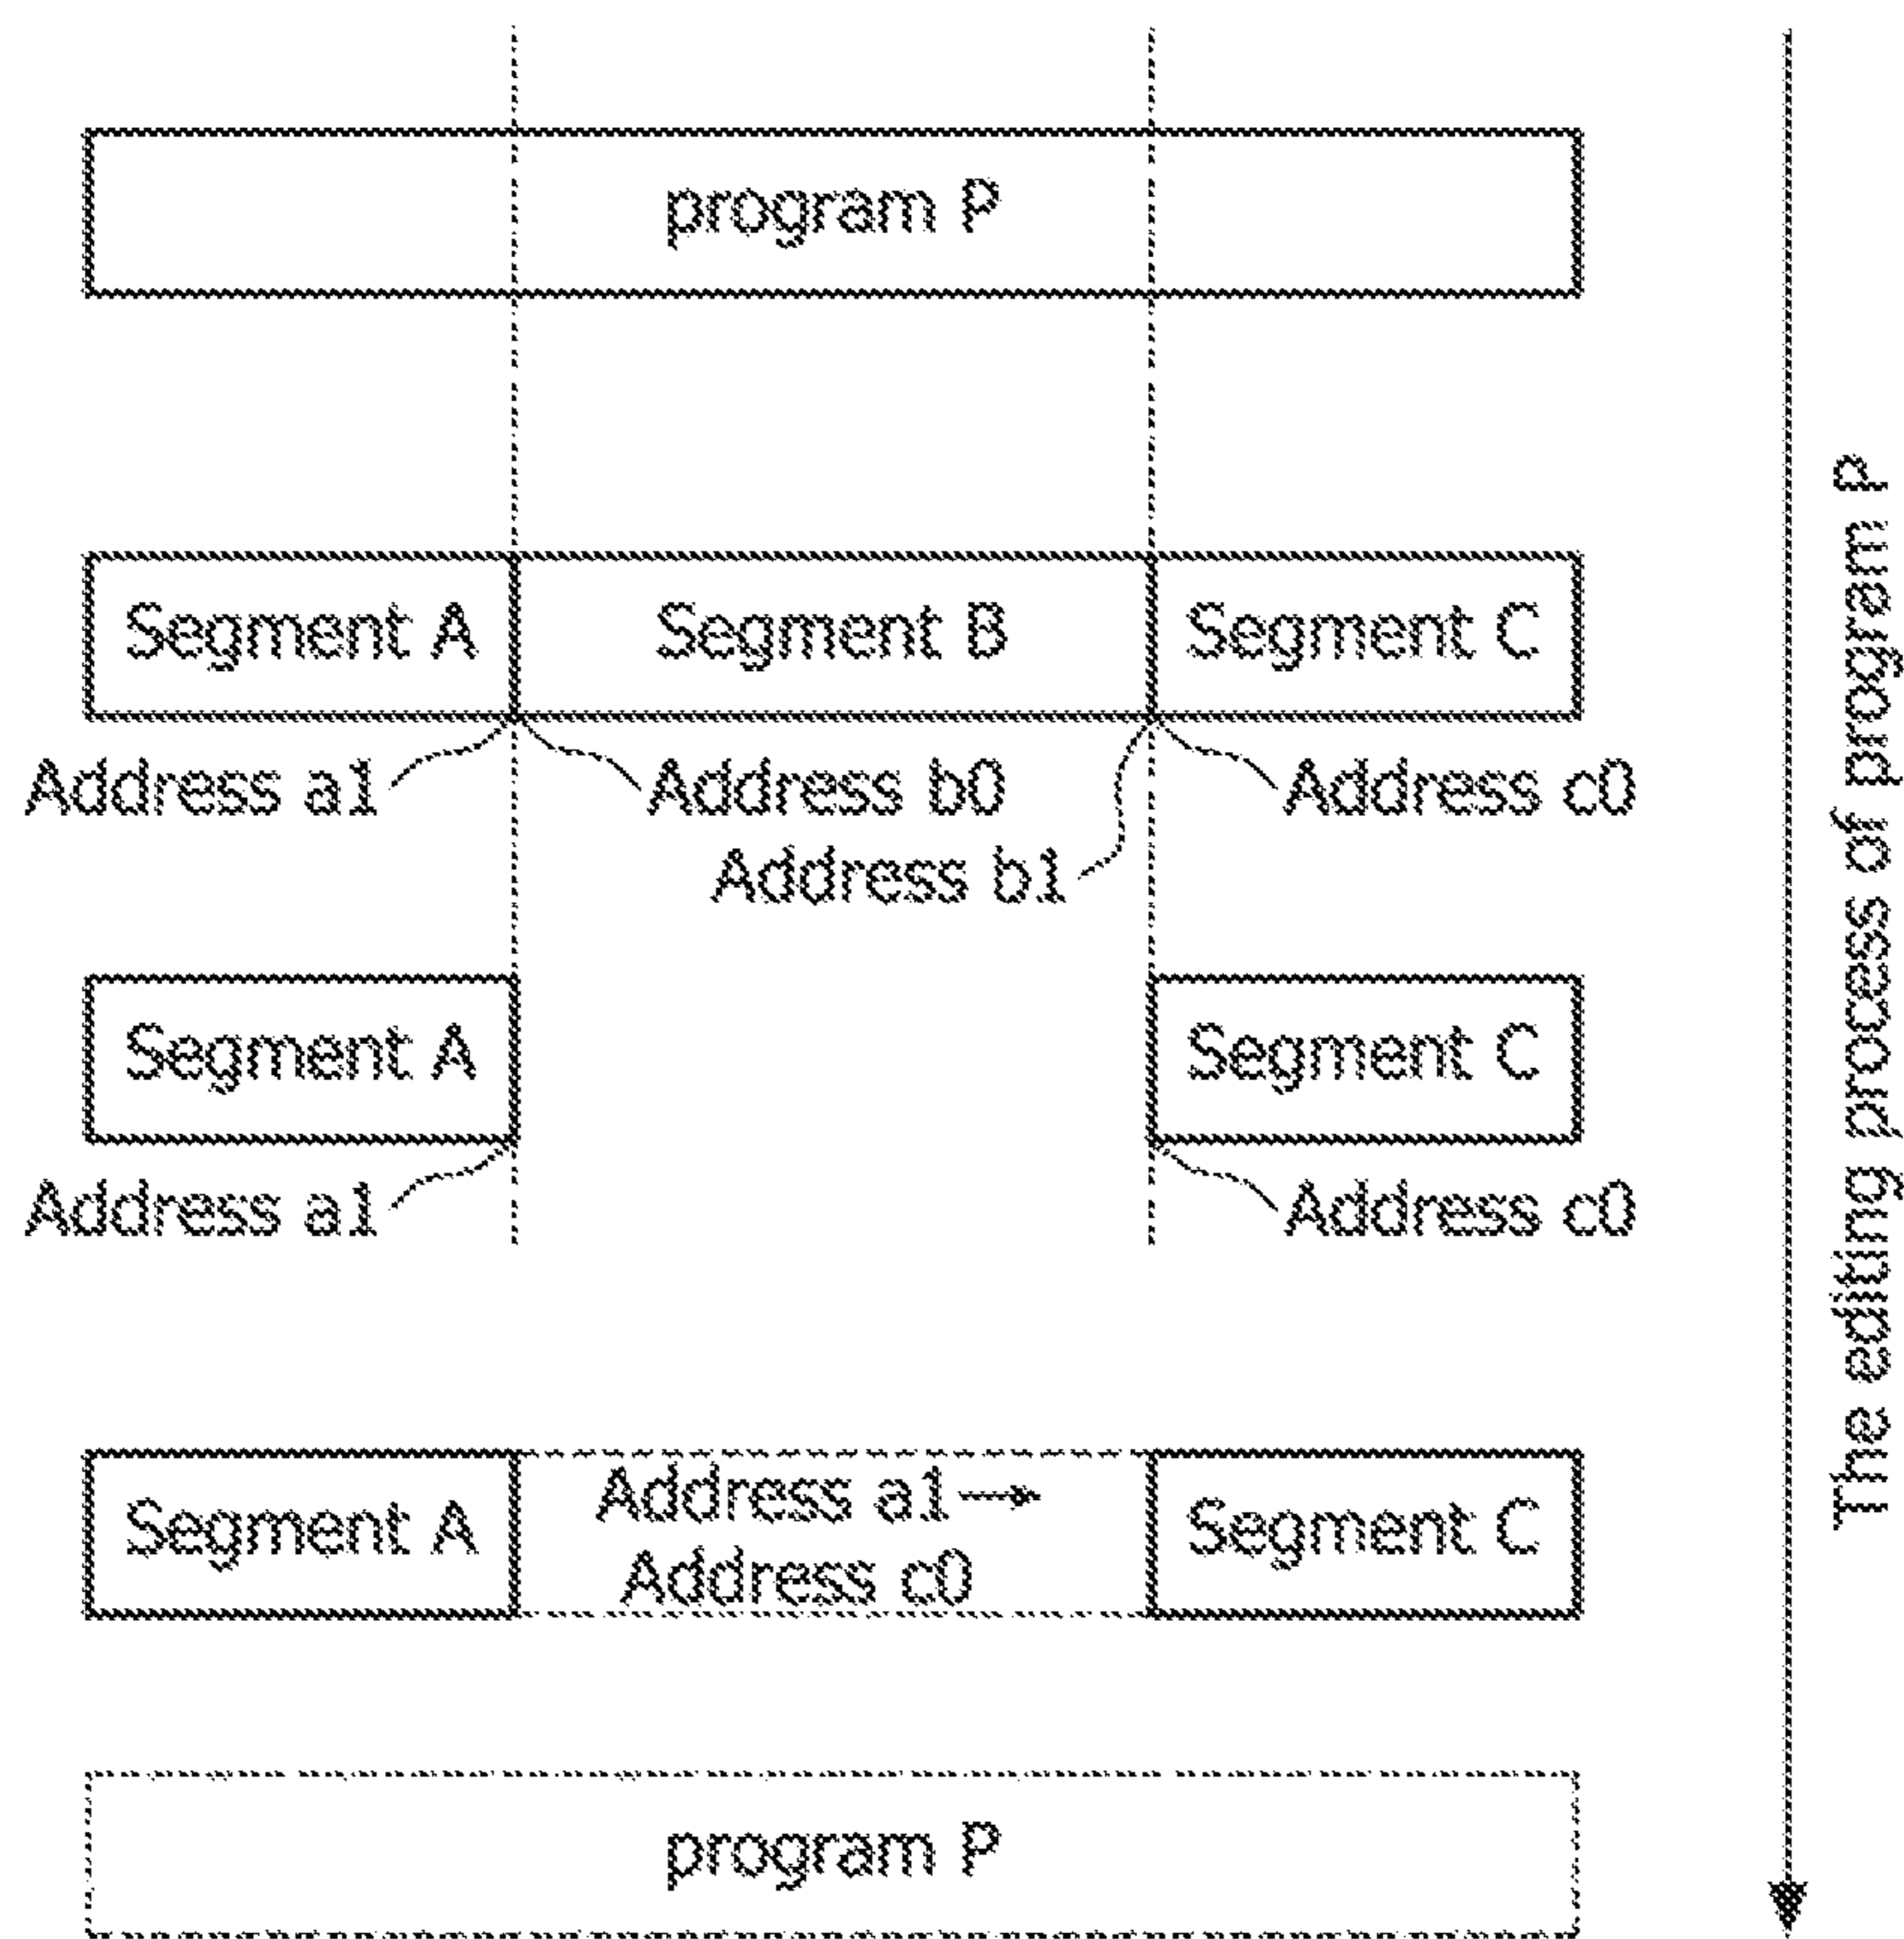 program P
Segment A
Segment B
Segment C
Address a1
Address b0
Address c0
Address b1
Segment A
Segment C
Address a1
Address c0
Segment A
Address a1→
Address c0
Segment C
program P
The editing process of program P